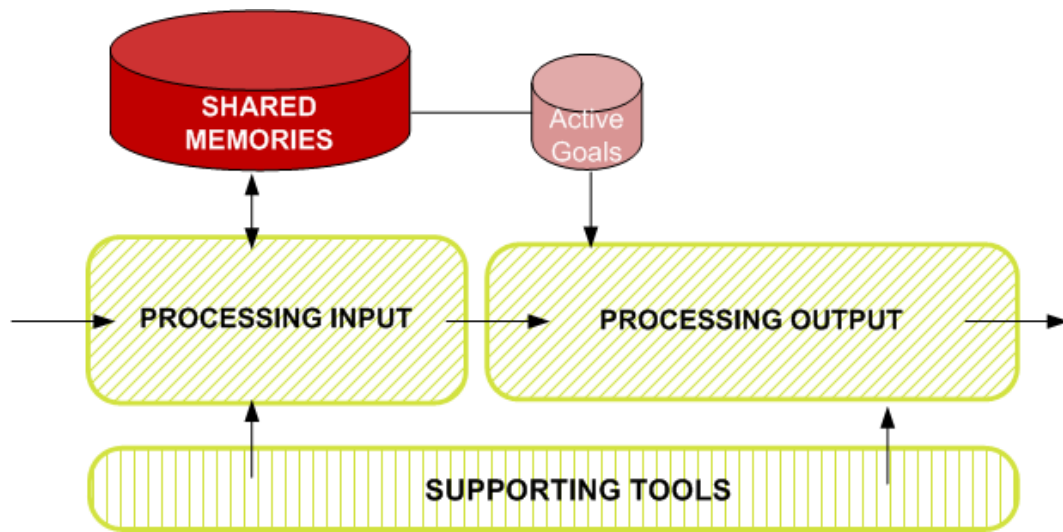 SHARED
MEMORIES
Active
Goals
PROCESSING INPUT
PROCESSING OUTPUT
SUPPORTING TOOLS